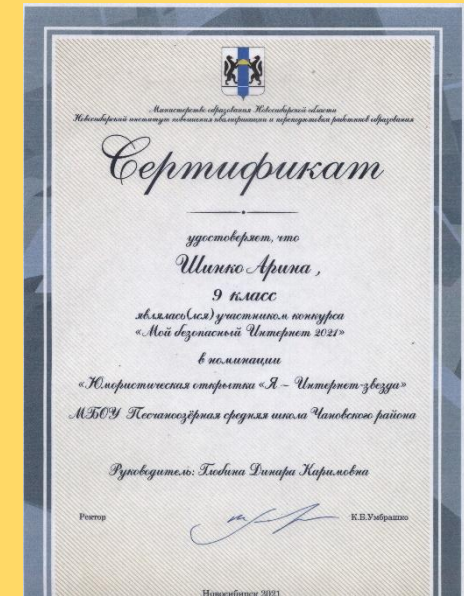 Министерство образования Новосибирской области
Новосибирский институт повышения квалификации и переподготовки работников образования
Сертификат
удостоверяет, что
Шинко Арина ,
9 класс
являлась(лся) участником конкурса
«Мой безопасный Интернет 2021»
в номинации
«Юмористическая открытка «Я – Интернет-звезда»
МБОУ Песчаноозёрная средняя школа Чановского района
Руководитель: Глобина Динара Каримовна
Ректор К.Б.Умбрашко
Новосибирск 2021